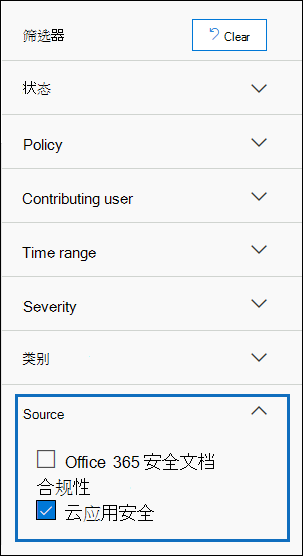 筛选器
Clear
状态
Policy
Contributing user
Time range
Severity
类别
Source
Office 365 安全文档
合规性
云应用安全